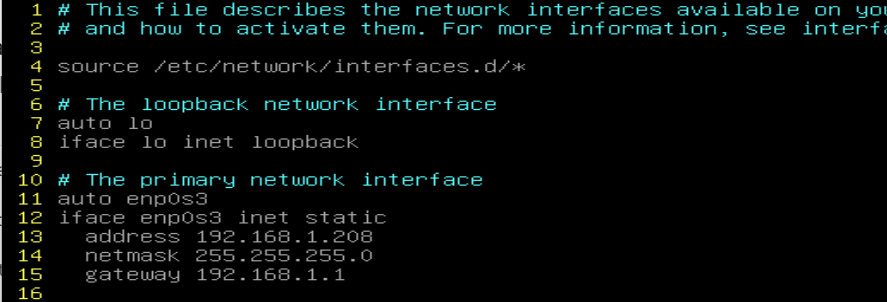 1 # This file describes the network interfaces available on you
2 # and how to activate them. For more information, see interfa
3
4 source /etc/network/interfaces.d/*
5
6 # The loopback network interface
7 auto lo
8 iface lo inet loopback
9
10 # The primary network interface
11 auto enp0s3
12 iface enp0s3 inet static
13   address 192.168.1.208
14   netmask 255.255.255.0
15   gateway 192.168.1.1
16